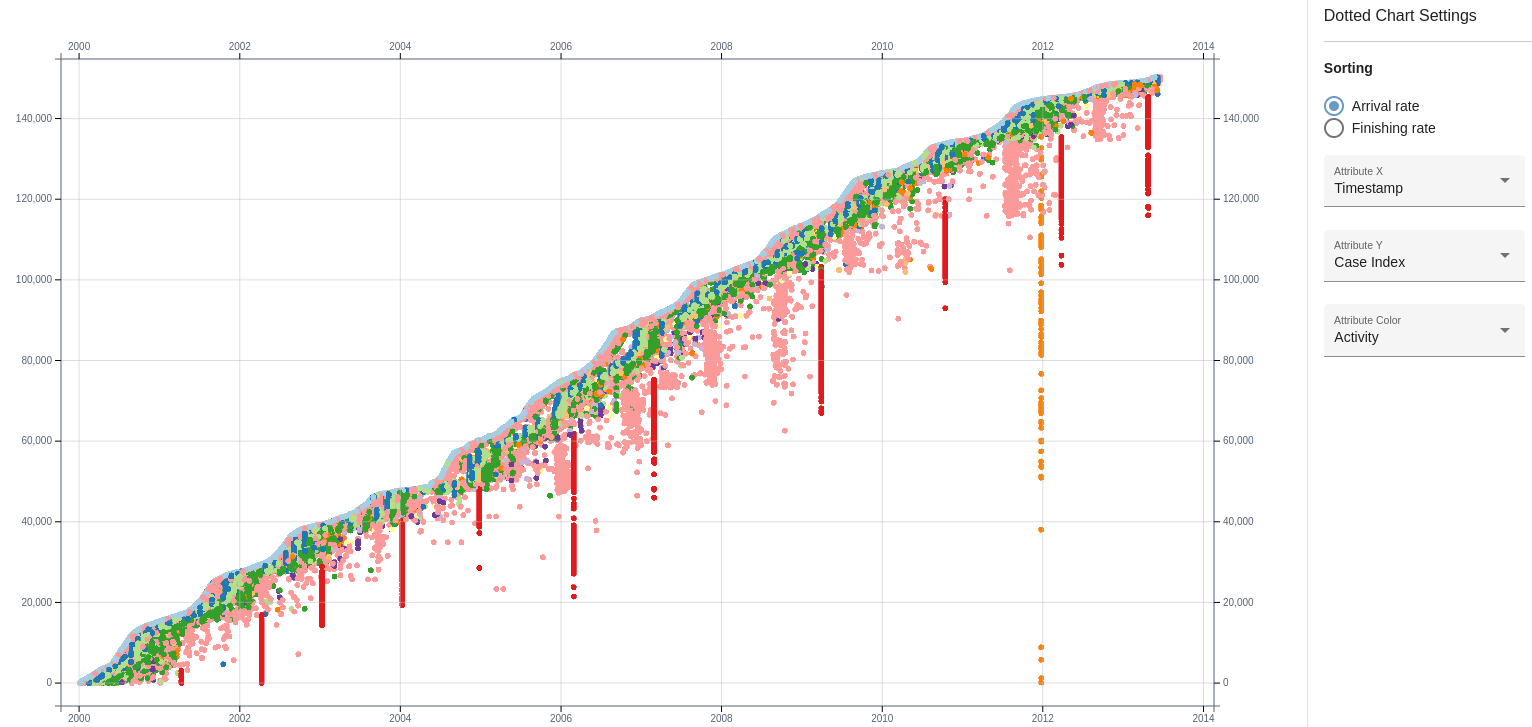 Dotted Chart Settings
2000 2002 2004 2006 2008 2010 2012 2014
Sorting
Arrival rate
140,000 140,000
Finishing rate
Attribute X
Timestamp
120,000 120,000
Attribute Y
Case Index
100,000 100,000
Attribute Color
Activity
80,000 80,000
60,000 60,000
40,000 40,000
20,000 20,000
0 0
2000 2002 2004 2006 2008 2010 2012 2014